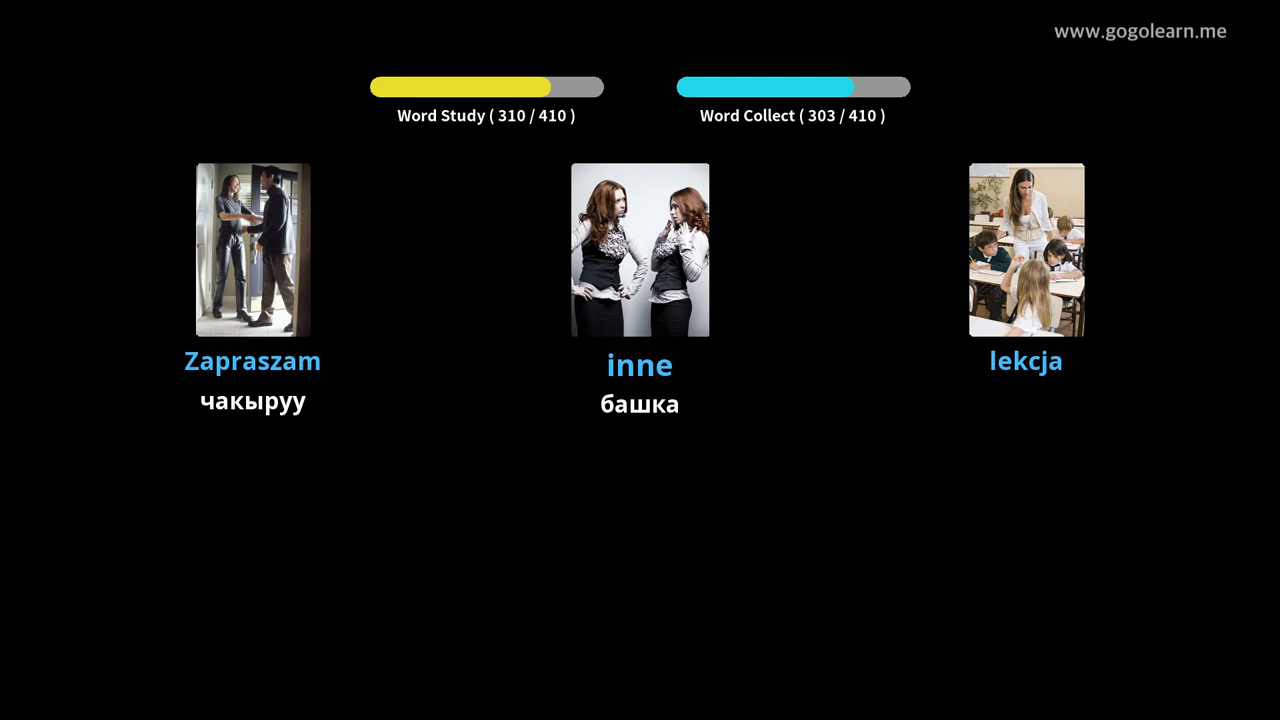 www.gogolearn.me
Word Study ( 310 / 410 )
Word Collect ( 303 / 410 )
Zapraszam
чакыруу
inne
башка
lekcja